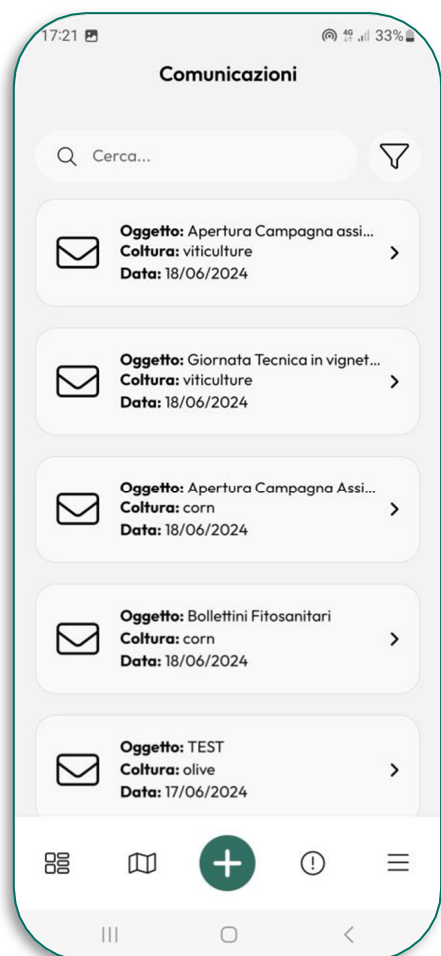 17:21 4G 33%
Comunicazioni
Cerca...
Oggetto: Apertura Campagna assi...
Coltura: viticulture
Data: 18/06/2024
Oggetto: Giornata Tecnica in vignet...
Coltura: viticulture
Data: 18/06/2024
Oggetto: Apertura Campagna Assi...
Coltura: corn
Data: 18/06/2024
Oggetto: Bollettini Fitosanitari
Coltura: corn
Data: 18/06/2024
Oggetto: TEST
Coltura: olive
Data: 17/06/2024